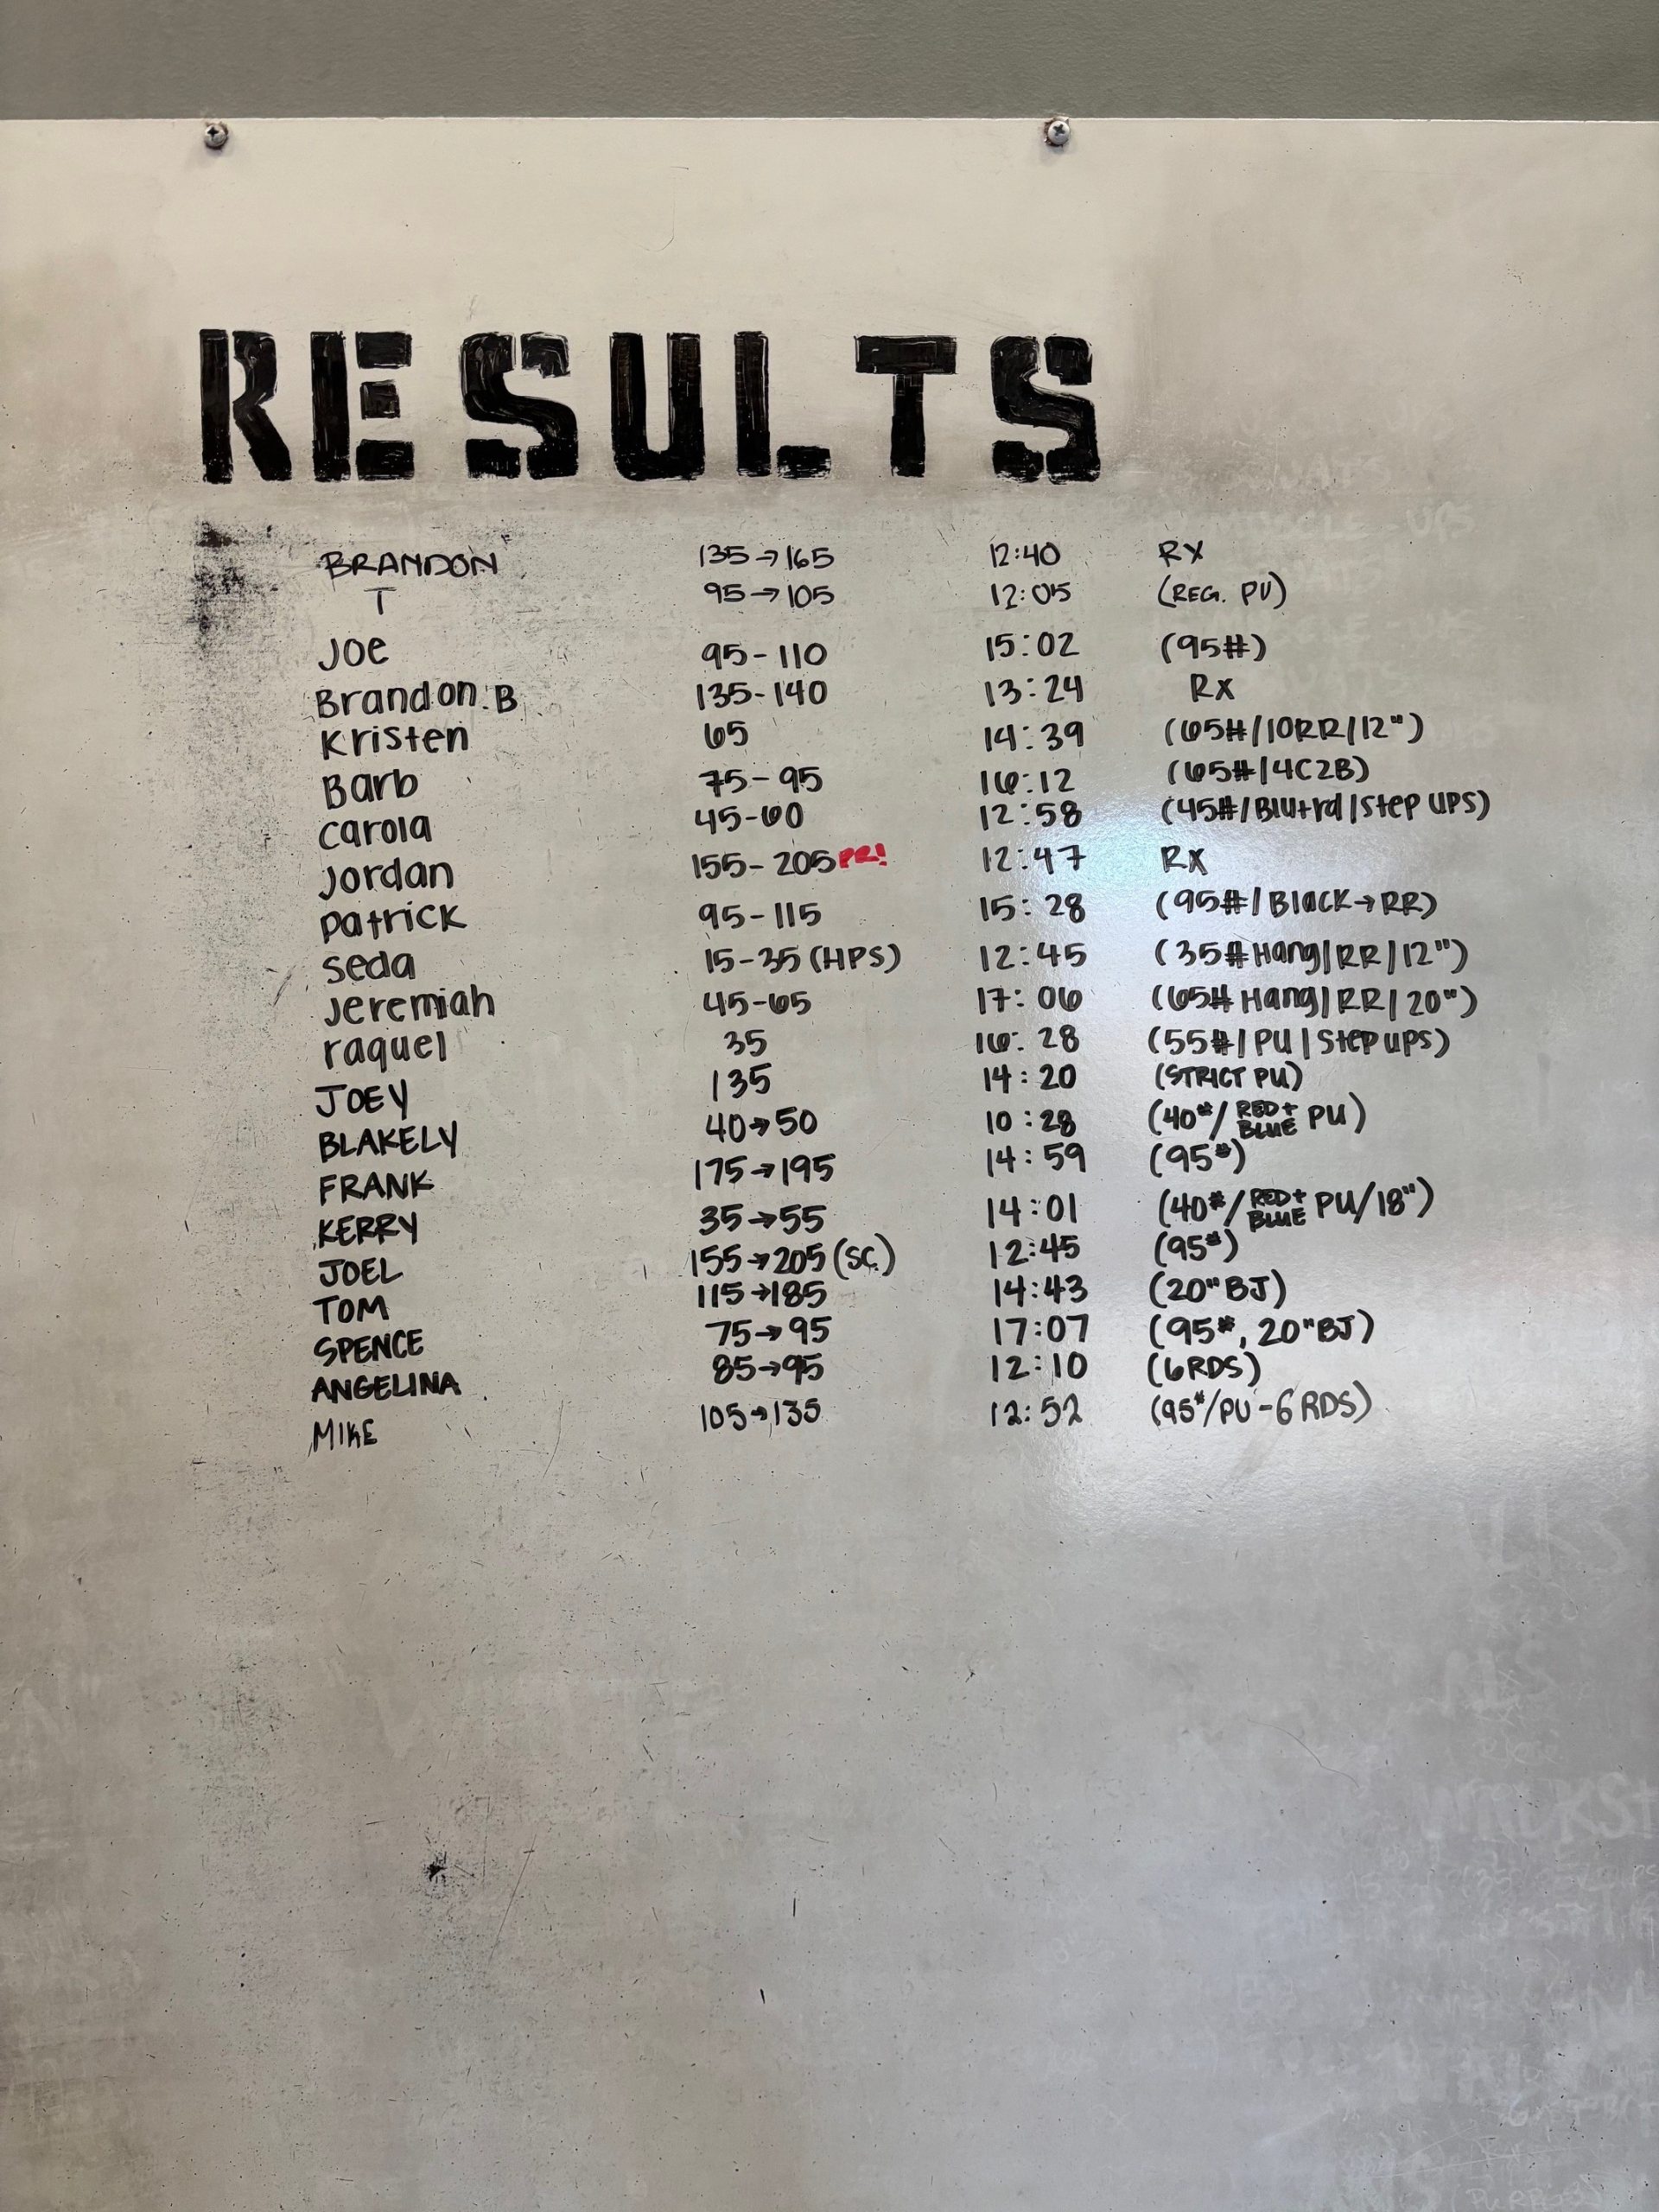 RESULTS
BRANDON 135→165 12:40 RX
T 95→105 12:05 (REG. PU)
Joe 95-110 15:02 (95#)
Brandon.B 135-140 13:24 RX
Kristen 65 14:39 (65#/10RR/12")
Barb 75-95 16:12 (65#/4C2B)
Carola 45-60 12:58 (45#/Blu+rd/Step UPS)
Jordan 155-205 PR! 12:47 RX
Patrick 95-115 15:28 (95#/Black→RR)
Seda 15-35 (HPS) 12:45 (35# Hang/RR/12")
Jeremiah 45-65 17:06 (65# Hang/RR/20")
raquel 35 16:28 (55#/PU/Step ups)
JOEY 135 14:20 (STRICT PU)
BLAKELY 40→50 10:28 (40#/RED+BLUE PU)
FRANK 175→195 14:59 (95#)
KERRY 35→55 14:01 (40#/RED+BLUE PU/18")
JOEL 155→205 (SC.) 12:45 (95#)
TOM 115→185 14:43 (20" BJ)
SPENCE 75→95 17:07 (95#, 20" BJ)
ANGELINA 85→95 12:10 (6RDS)
MIKE 105→135 12:52 (95#/PU-6 RDS)